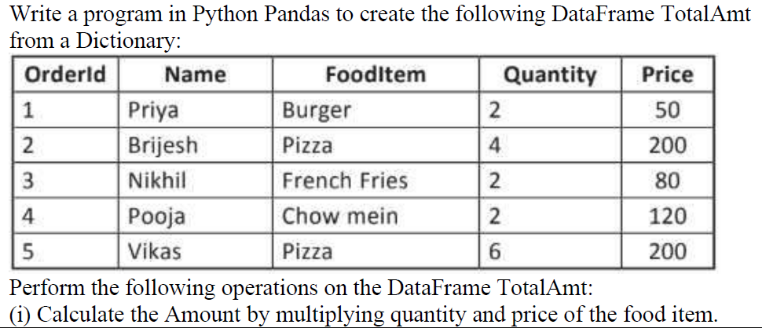 Write a program in Python Pandas to create the following DataFrame TotalAmt
from a Dictionary:
OrderId Name FoodItem Quantity Price
1 Priya Burger 2 50
2 Brijesh Pizza 4 200
3 Nikhil French Fries 2 80
4 Pooja Chow mein 2 120
5 Vikas Pizza 6 200
Perform the following operations on the DataFrame TotalAmt:
(i) Calculate the Amount by multiplying quantity and price of the food item.